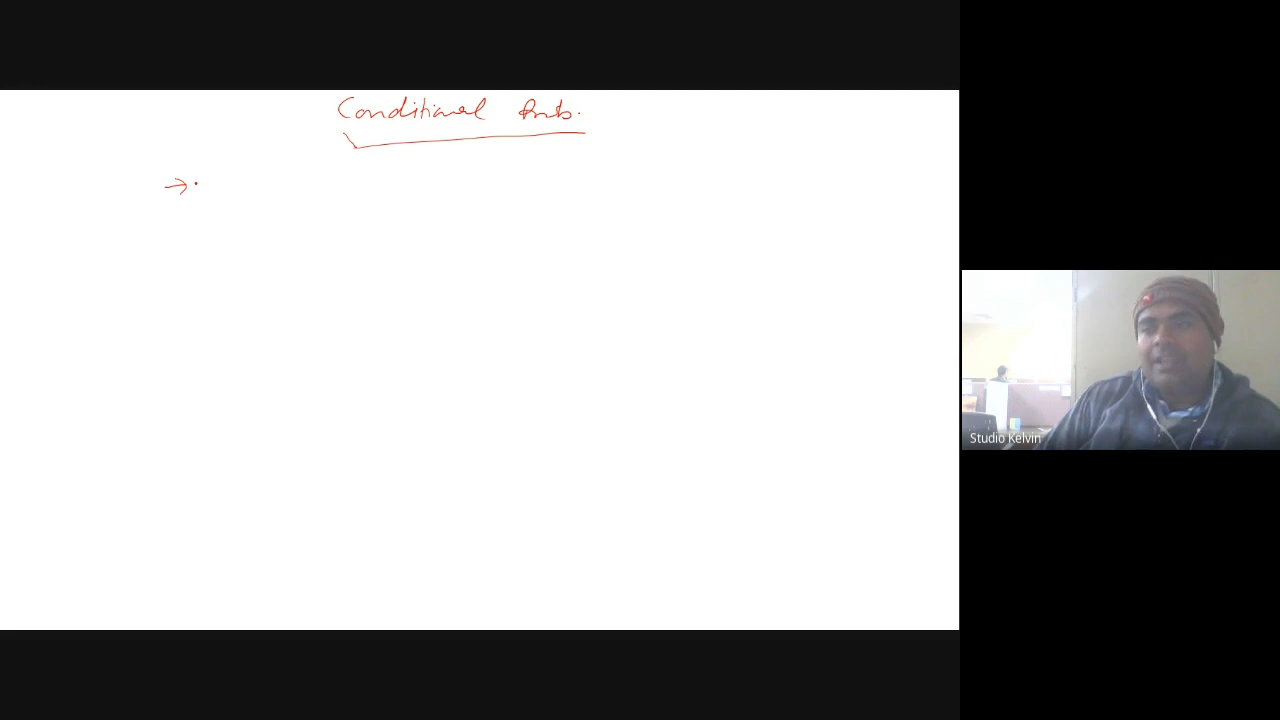 Conditional Prob.
→
Studio Kelvin